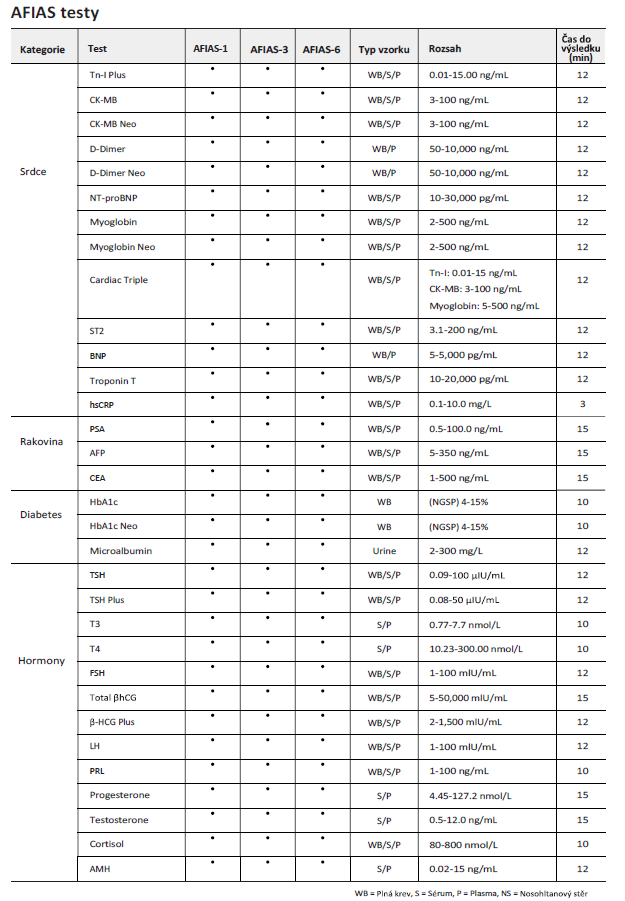 AFIAS testy
Kategorie Test AFIAS-1 AFIAS-3 AFIAS-6 Typ vzorku Rozsah Čas do výsledku (min)
Srdce
Tn-I Plus • • • WB/S/P 0.01-15.00 ng/mL 12
CK-MB • • • WB/S/P 3-100 ng/mL 12
CK-MB Neo • • • WB/S/P 3-100 ng/mL 12
D-Dimer • • • WB/P 50-10,000 ng/mL 12
D-Dimer Neo • • • WB/P 50-10,000 ng/mL 12
NT-proBNP • • • WB/S/P 10-30,000 pg/mL 12
Myoglobin • • • WB/S/P 2-500 ng/mL 12
Myoglobin Neo • • • WB/S/P 2-500 ng/mL 12
Cardiac Triple • • • WB/S/P Tn-I: 0.01-15 ng/mL 12
CK-MB: 3-100 ng/mL
Myoglobin: 5-500 ng/mL
ST2 • • • WB/S/P 3.1-200 ng/mL 12
BNP • • • WB/P 5-5,000 pg/mL 12
Troponin T • • • WB/S/P 10-20,000 pg/mL 12
hsCRP • • • WB/S/P 0.1-10.0 mg/L 3
Rakovina
PSA • • • WB/S/P 0.5-100.0 ng/mL 15
AFP • • • WB/S/P 5-350 ng/mL 15
CEA • • • WB/S/P 1-500 ng/mL 15
Diabetes
HbA1c • • • WB (NGSP) 4-15% 10
HbA1c Neo • • • WB (NGSP) 4-15% 10
Microalbumin • • • Urine 2-300 mg/L 12
Hormony
TSH • • • WB/S/P 0.09-100 µIU/mL 12
TSH Plus • • • WB/S/P 0.08-50 µIU/mL 12
T3 • • • S/P 0.77-7.7 nmol/L 10
T4 • • • S/P 10.23-300.00 nmol/L 10
FSH • • • WB/S/P 1-100 mIU/mL 12
Total βhCG • • • WB/S/P 5-50,000 mIU/mL 15
β-HCG Plus • • • WB/S/P 2-1,500 mIU/mL 12
LH • • • WB/S/P 1-100 mIU/mL 12
PRL • • • WB/S/P 1-100 ng/mL 10
Progesterone • • • S/P 4.45-127.2 nmol/L 15
Testosterone • • • S/P 0.5-12.0 ng/mL 15
Cortisol • • • WB/S/P 80-800 nmol/L 10
AMH • • • S/P 0.02-15 ng/mL 12
WB = Plná krev, S = Sérum, P = Plasma, NS = Nosohltanový stěr